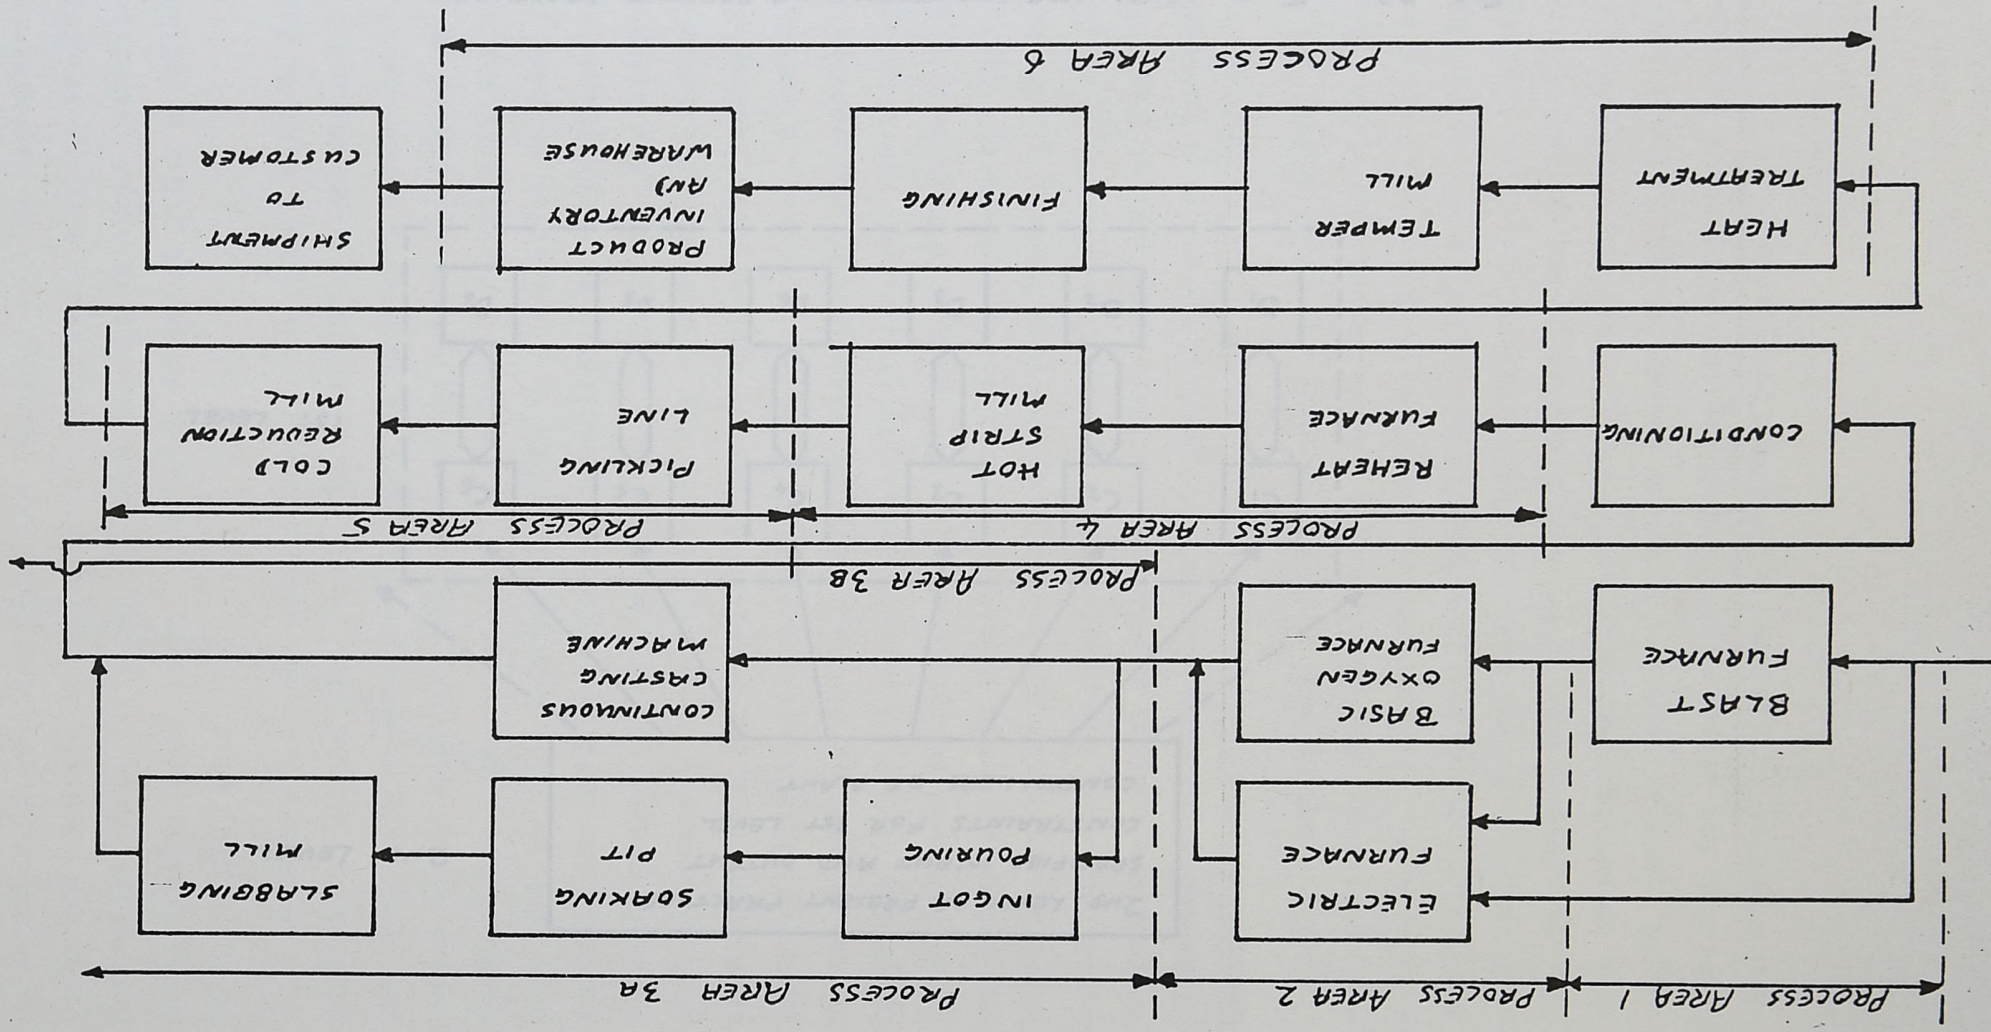 PROCESS AREA 1
PROCESS AREA 2
PROCESS AREA 3A
ELECTRIC
FURNACE
INGOT
POURING
SOAKING
PIT
SLABBING
MILL
BLAST
FURNACE
BASIC
OXYGEN
FURNACE
CONTINUOUS
CASTING
MACHINE
PROCESS AREA 3B
PROCESS AREA 4
PROCESS AREA 5
CONDITIONING
REHEAT
FURNACE
HOT
STRIP
MILL
PICKLING
LINE
COLD
REDUCTION
MILL
HEAT
TREATMENT
TEMPER
MILL
FINISHING
PRODUCT
INVENTORY
AND
WAREHOUSE
SHIPMENT
TO
CUSTOMER
PROCESS AREA 6